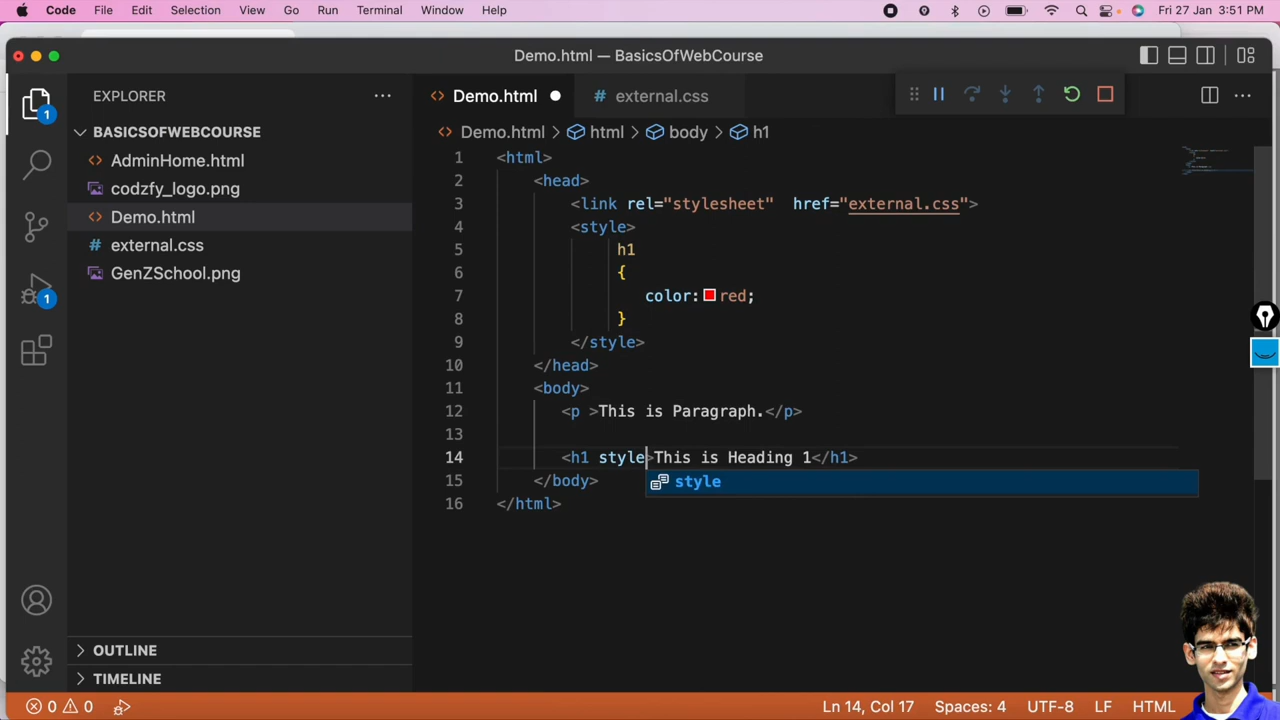 Code File Edit Selection View Go Run Terminal Window Help Fri 27 Jan 3:51 PM
Demo.html — BasicsOfWebCourse
EXPLORER
Demo.html
external.css
1
BASICSOFWEBCOURSE
Demo.html > html > body > h1
AdminHome.html
codzfy_logo.png
Demo.html
external.css
GenZSchool.png
1
1 <html>
2 <head>
3 <link rel="stylesheet" href="external.css">
4 <style>
5 h1
6 {
7 color: red;
8 }
9 </style>
10 </head>
11 <body>
12 <p >This is Paragraph.</p>
13
14 <h1 style>This is Heading 1</h1>
style
15 </body>
16 </html>
OUTLINE
TIMELINE
0 0 Ln 14, Col 17 Spaces: 4 UTF-8 LF HTML